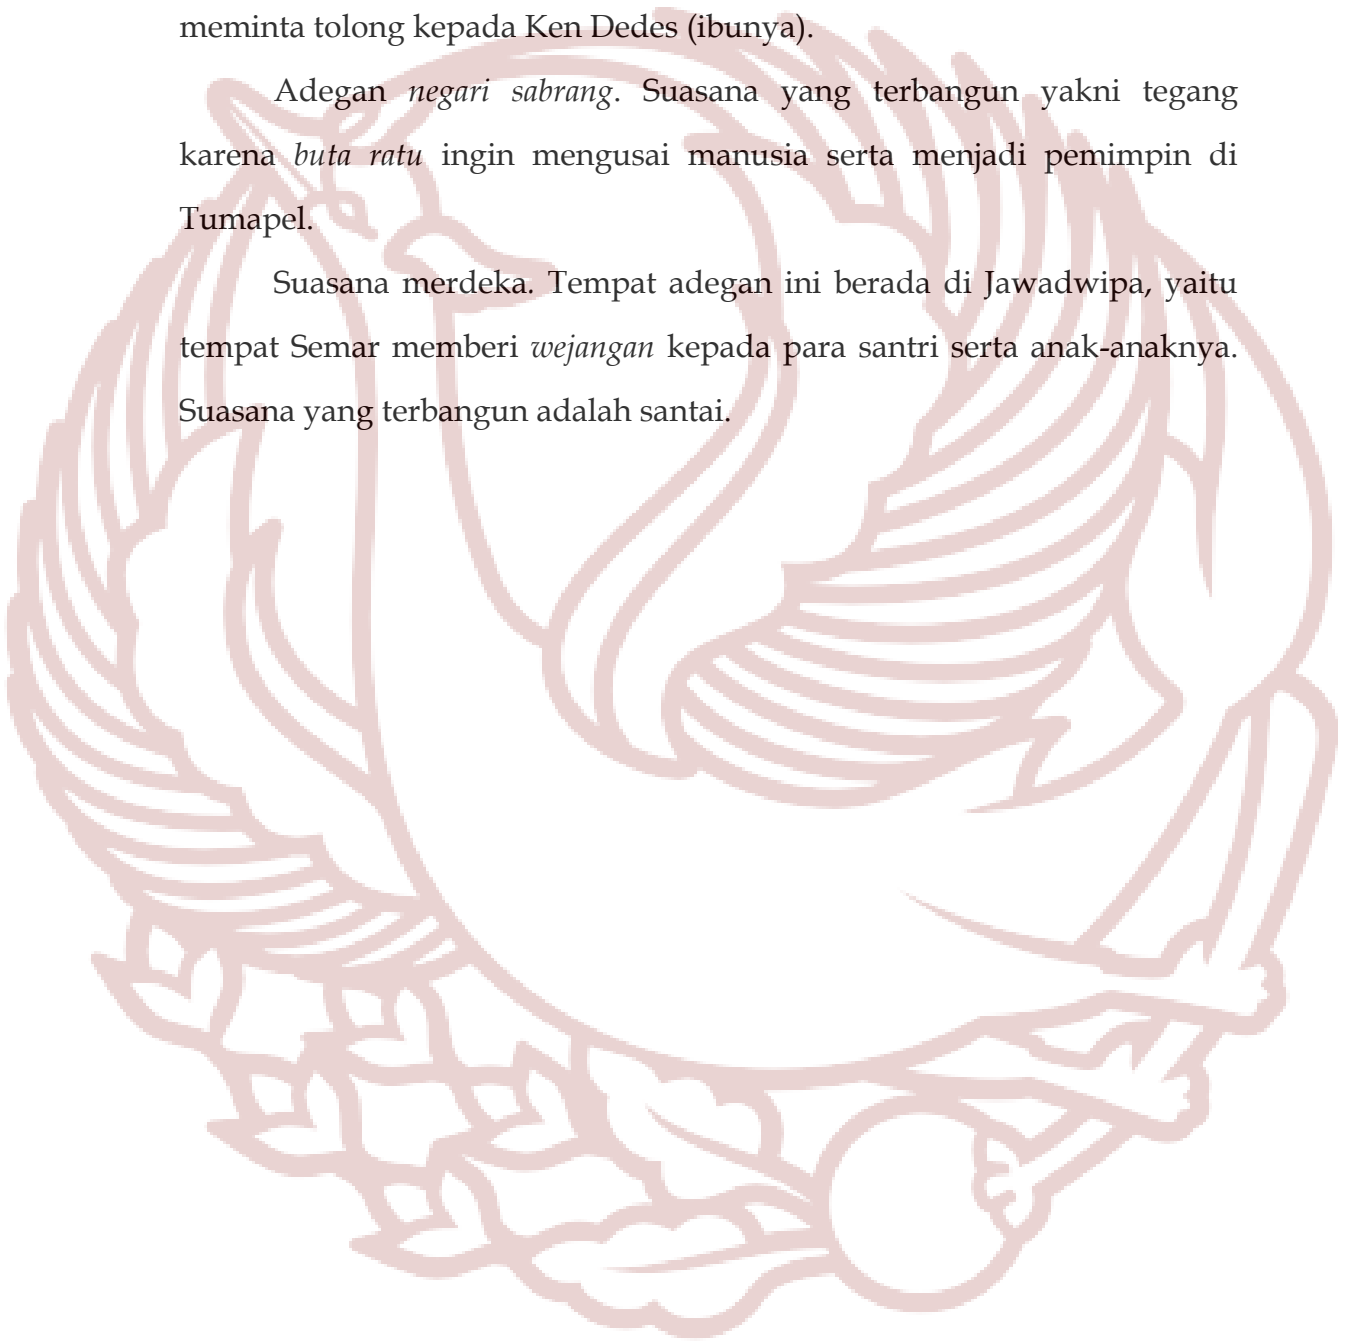 meminta tolong kepada Ken Dedes (ibunya).
Adegan negari sabrang. Suasana yang terbangun yakni tegang
karena buta ratu ingin mengusai manusia serta menjadi pemimpin di
Tumapel.
Suasana merdeka. Tempat adegan ini berada di Jawadwipa, yaitu
tempat Semar memberi wejangan kepada para santri serta anak-anaknya.
Suasana yang terbangun adalah santai.